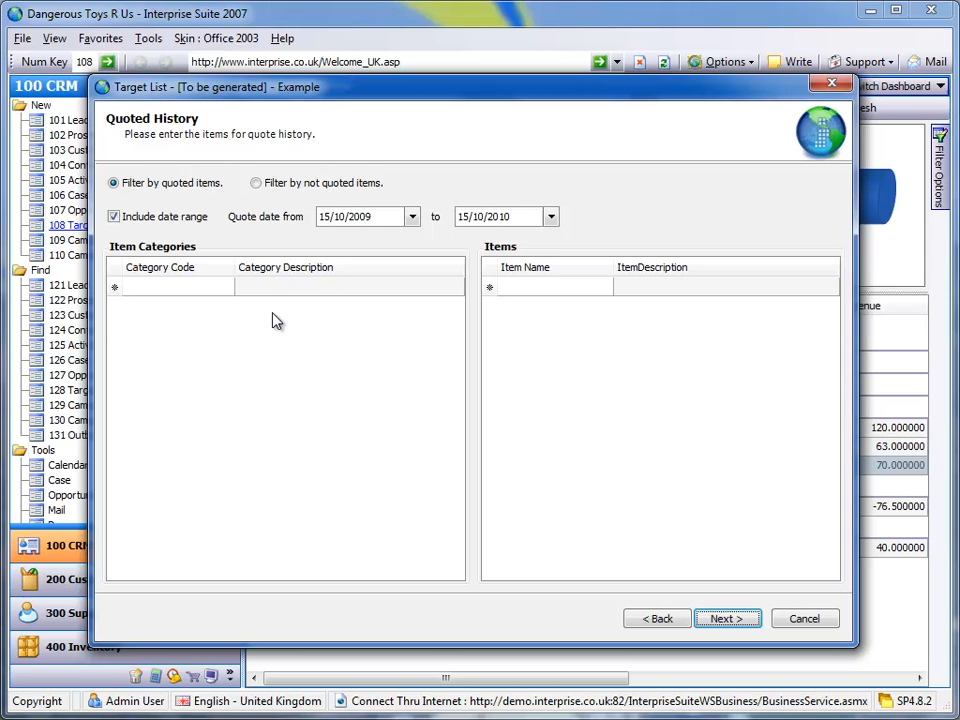 Dangerous Toys R Us - Interprise Suite 2007
File View Favorites Tools Skin : Office 2003 Help
Num Key 108 http://www.interprise.co.uk/Welcome_UK.asp Options Write Support Mail
100 CRM
Target List - [To be generated] - Example
itch Dashboard
esh
Filter Options
Quoted History
Please enter the items for quote history.
New
101 Lea
102 Pros
103 Cust
104 Con
105 Acti
106 Cas
107 Opp
108 Targ
109 Cam
110 Cam
Find
121 Lea
122 Pros
123 Cust
124 Con
125 Acti
126 Case
127 Opp
128 Targ
129 Cam
130 Cam
131 Outb
Tools
Calenda
Case
Opportu
Mail
Filter by quoted items. Filter by not quoted items.
Include date range Quote date from 15/10/2009 to 15/10/2010
Item Categories Items
Category Code Category Description Item Name ItemDescription
enue
120.000000
63.000000
70.000000
-76.500000
40.000000
100 CRM
200 Cus
300 Sup
400 Inventory
< Back Next > Cancel
Copyright Admin User English - United Kingdom Connect Thru Internet : http://demo.interprise.co.uk:82/InterpriseSuiteWSBusiness/BusinessService.asmx SP4.8.2